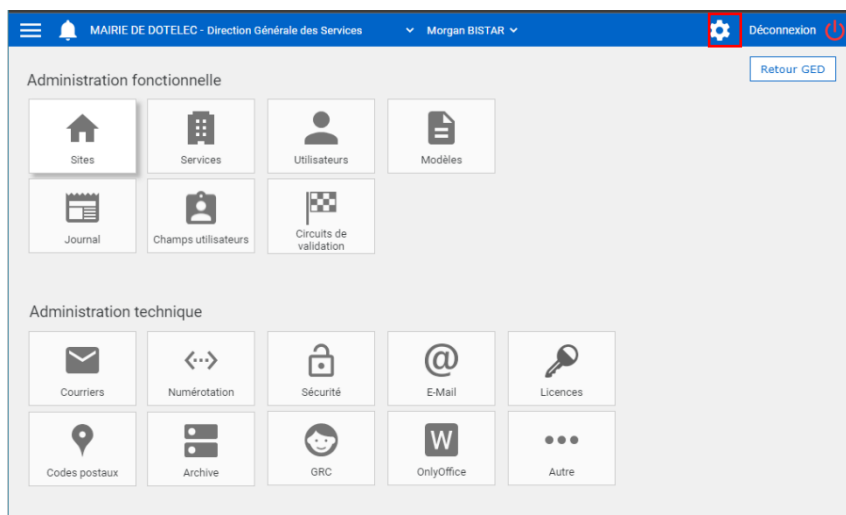 MAIRIE DE DOTELEC - Direction Générale des Services
Morgan BISTAR
Déconnexion
Retour GED
Administration fonctionnelle
Sites
Services
Utilisateurs
Modèles
Journal
Champs utilisateurs
Circuits de
validation
Administration technique
@
Courriers
Numérotation
Sécurité
E-Mail
Licences
W
Codes postaux
Archive
GRC
OnlyOffice
Autre